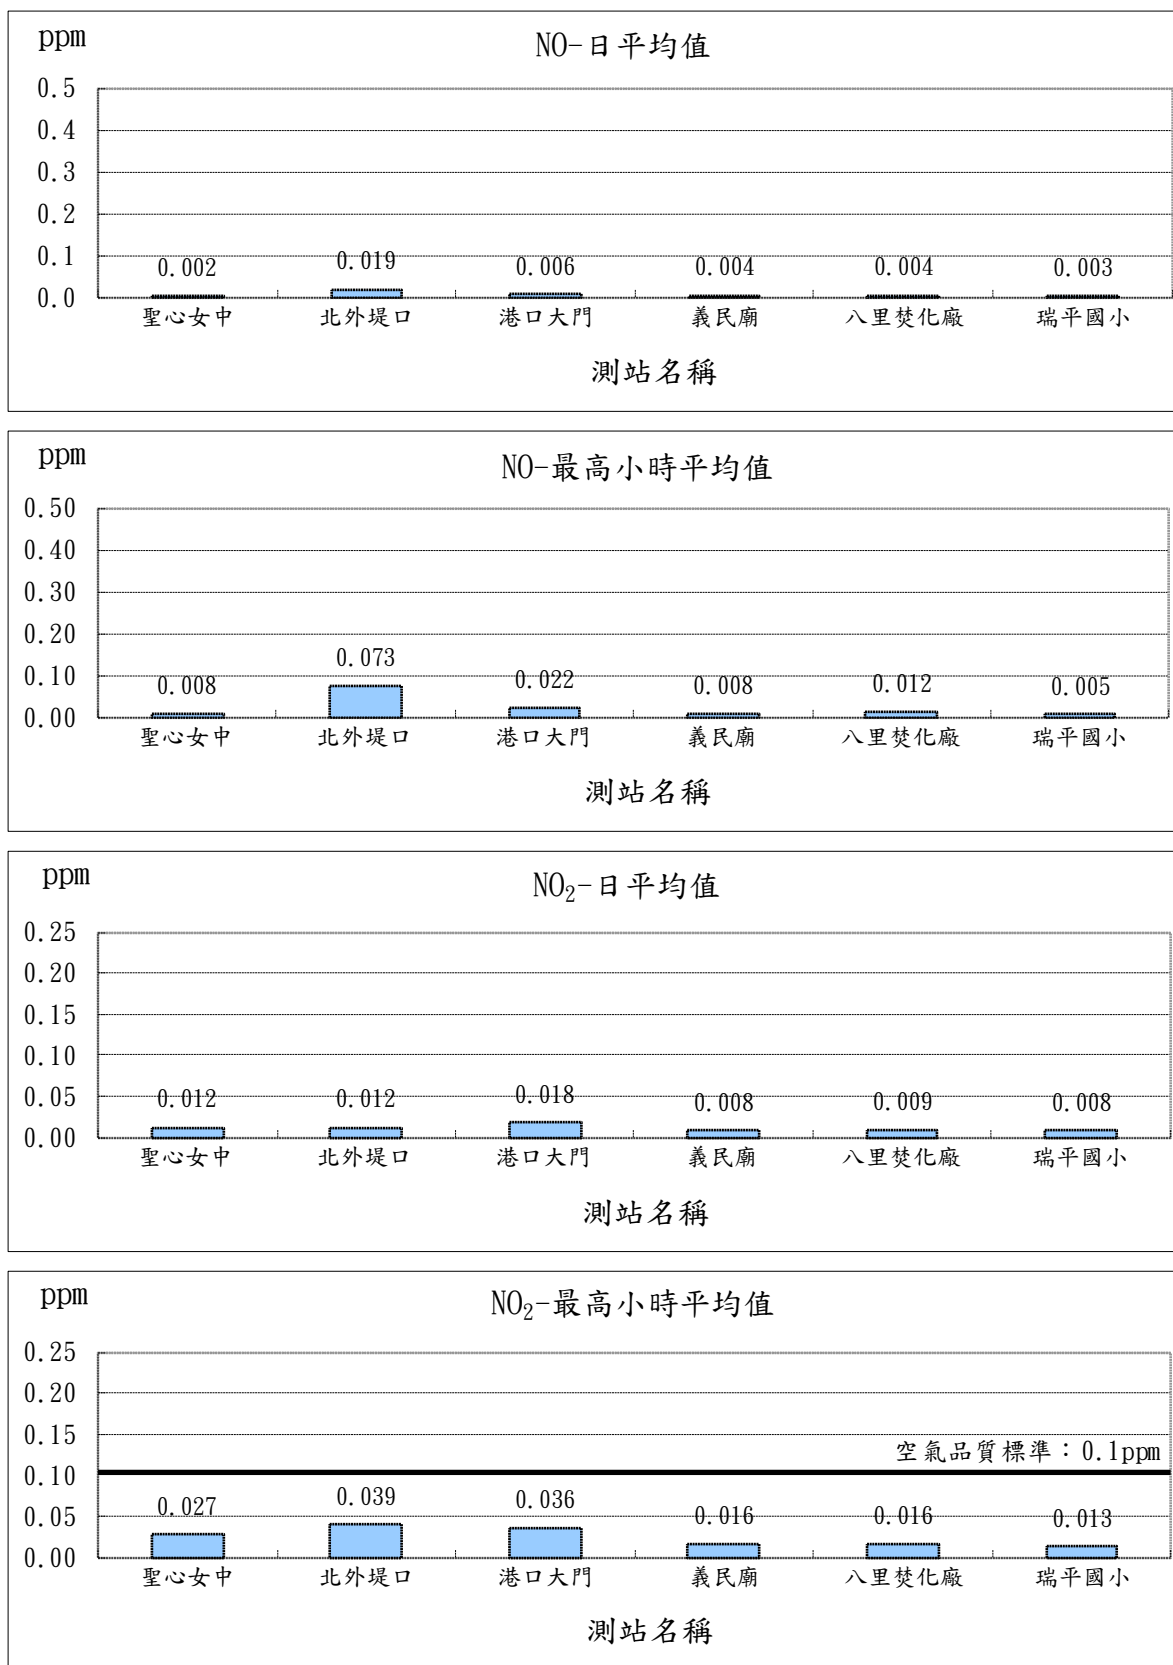 ppm
NO-日平均值
0.5
0.4
0.3
0.2
0.1
0.0
0.002 0.019 0.006 0.004 0.004 0.003
聖心女中 北外堤口 港口大門 義民廟 八里焚化廠 瑞平國小
測站名稱
ppm
NO-最高小時平均值
0.50
0.40
0.30
0.20
0.10
0.00
0.008 0.073 0.022 0.008 0.012 0.005
聖心女中 北外堤口 港口大門 義民廟 八里焚化廠 瑞平國小
測站名稱
ppm
NO₂-日平均值
0.25
0.20
0.15
0.10
0.05
0.00
0.012 0.012 0.018 0.008 0.009 0.008
聖心女中 北外堤口 港口大門 義民廟 八里焚化廠 瑞平國小
測站名稱
ppm
NO₂-最高小時平均值
0.25
0.20
0.15
空氣品質標準：0.1ppm
0.10
0.05
0.00
0.027 0.039 0.036 0.016 0.016 0.013
聖心女中 北外堤口 港口大門 義民廟 八里焚化廠 瑞平國小
測站名稱